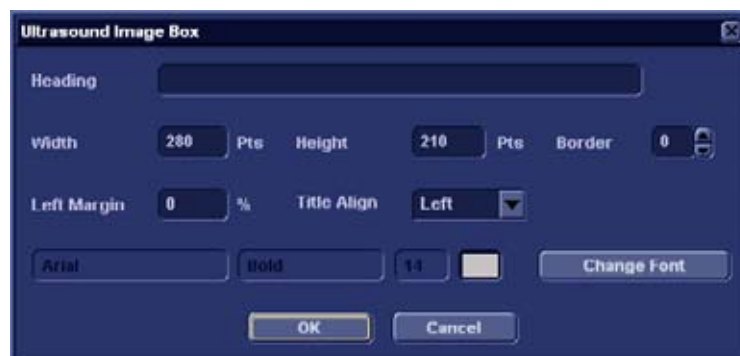 Ultrasound Image Box
Heading
Width 280 Pts Height 210 Pts Border 0
Left Margin 0 % Title Align Left
Arial Bold 14 Change Font
OK Cancel